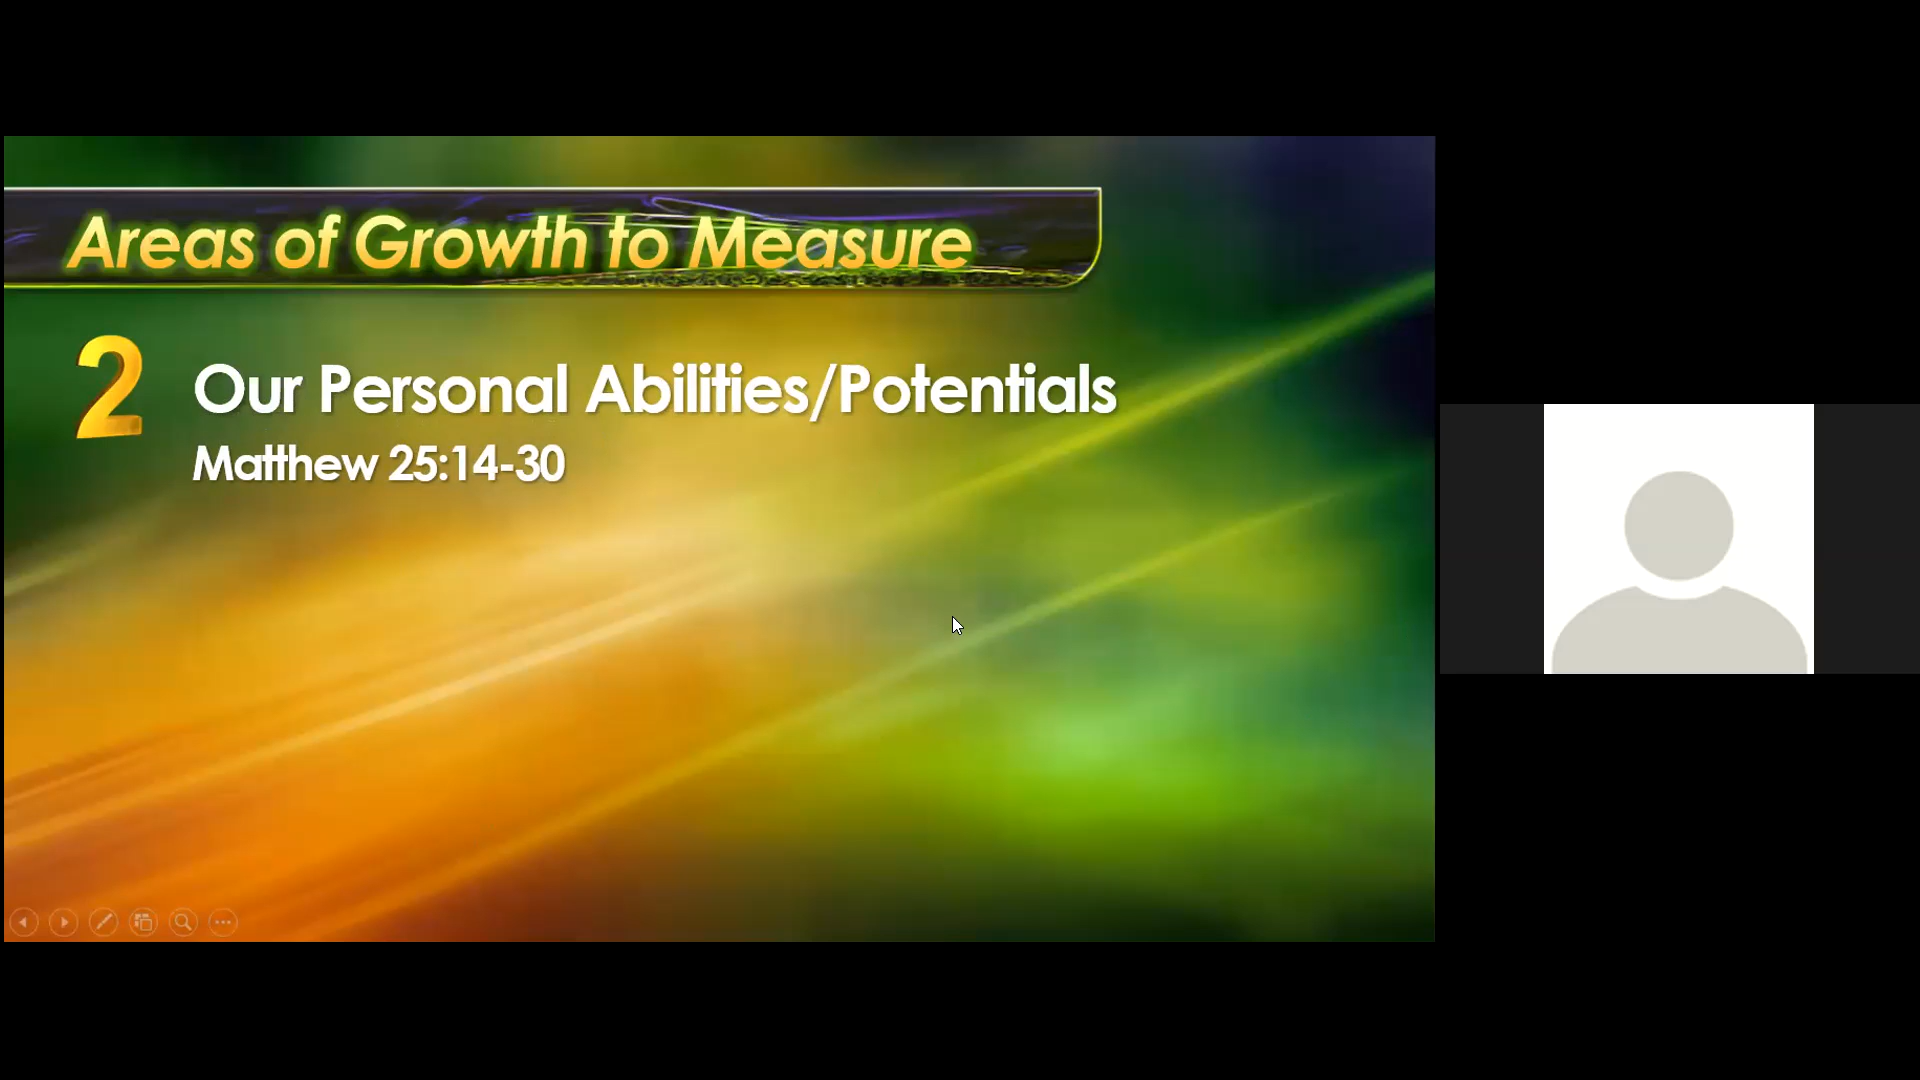 Areas of Growth to Measure
2 Our Personal Abilities/Potentials
Matthew 25:14-30